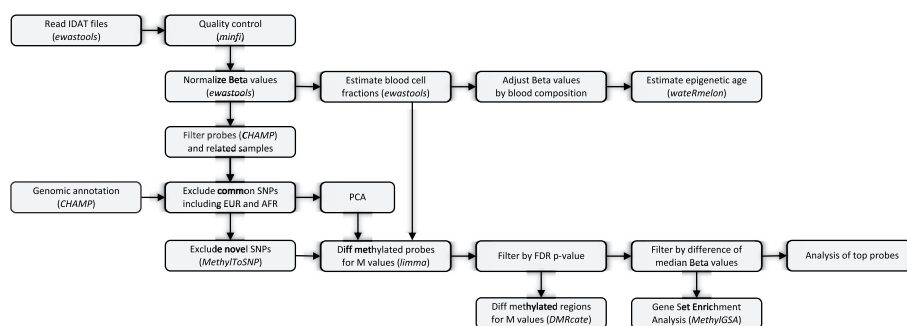 Read IDAT files
(ewastools)
Quality control
(minfi)
Normalize Beta values
(ewastools)
Estimate blood cell
fractions (ewastools)
Adjust Beta values
by blood composition
Estimate epigenetic age
(wateRmelon)
Filter probes (CHAMP)
and related samples
Genomic annotation
(CHAMP)
Exclude common SNPs
including EUR and AFR
PCA
Exclude novel SNPs
(MethylToSNP)
Diff methylated probes
for M values (limma)
Filter by FDR p-value
Filter by difference of
median Beta values
Analysis of top probes
Diff methylated regions
for M values (DMRcate)
Gene Set Enrichment
Analysis (MethylGSA)